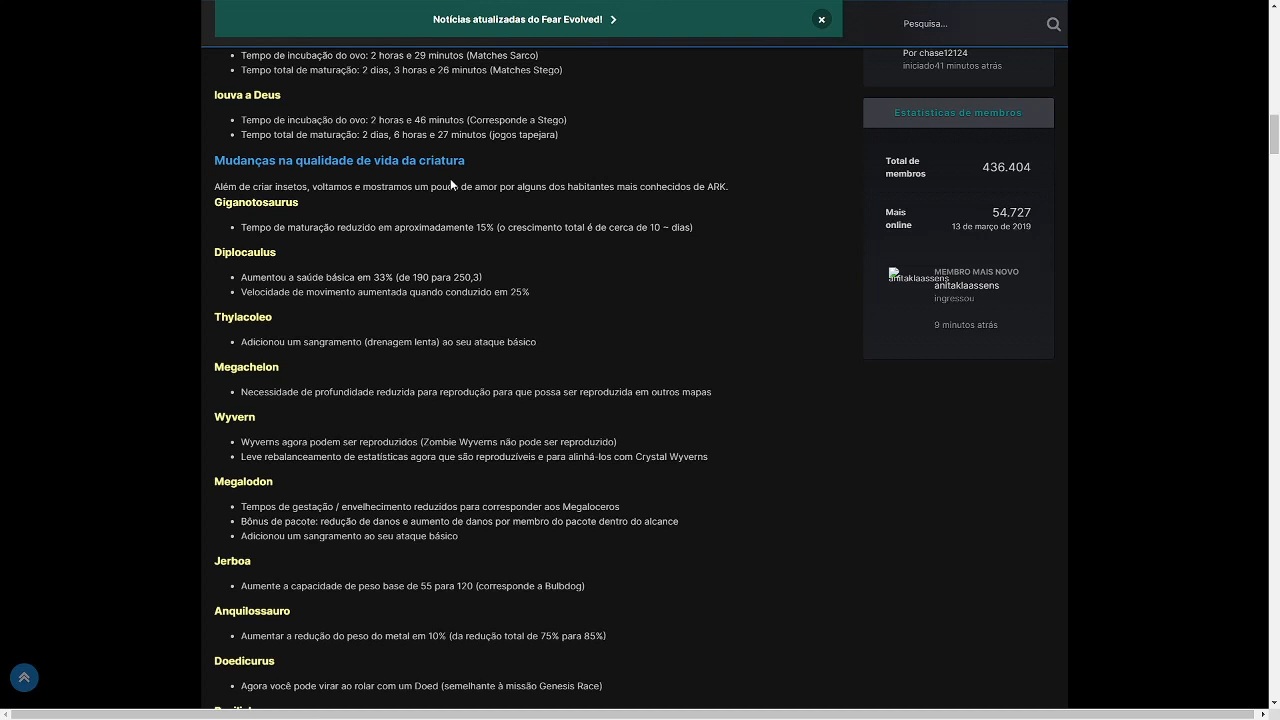 Notícias atualizadas do Fear Evolved!
Pesquisa...
Tempo de incubação do ovo: 2 horas e 29 minutos (Matches Sarco)
Tempo total de maturação: 2 dias, 3 horas e 26 minutos (Matches Stego)
louva a Deus
Tempo de incubação do ovo: 2 horas e 46 minutos (Corresponde a Stego)
Tempo total de maturação: 2 dias, 6 horas e 27 minutos (jogos tapejara)
Mudanças na qualidade de vida da criatura
Além de criar insetos, voltamos e mostramos um pouco de amor por alguns dos habitantes mais conhecidos de ARK.
Giganotosaurus
Tempo de maturação reduzido em aproximadamente 15% (o crescimento total é de cerca de 10 ~ dias)
Diplocaulus
Aumentou a saúde básica em 33% (de 190 para 250,3)
Velocidade de movimento aumentada quando conduzido em 25%
Thylacoleo
Adicionou um sangramento (drenagem lenta) ao seu ataque básico
Megachelon
Necessidade de profundidade reduzida para reprodução para que possa ser reproduzida em outros mapas
Wyvern
Wyverns agora podem ser reproduzidos (Zombie Wyverns não pode ser reproduzido)
Leve rebalanceamento de estatísticas agora que são reproduzíveis e para alinhá-los com Crystal Wyverns
Megalodon
Tempos de gestação / envelhecimento reduzidos para corresponder aos Megaloceros
Bônus de pacote: redução de danos e aumento de danos por membro do pacote dentro do alcance
Adicionou um sangramento ao seu ataque básico
Jerboa
Aumente a capacidade de peso base de 55 para 120 (corresponde a Bulbdog)
Anquilossauro
Aumentar a redução do peso do metal em 10% (da redução total de 75% para 85%)
Doedicurus
Agora você pode virar ao rolar com um Doed (semelhante à missão Genesis Race)
Por chase12124
iniciado41 minutos atrás
Estatísticas de membros
Total de membros 436.404
Mais online 54.727
13 de março de 2019
anitaklaassens
MEMBRO MAIS NOVO
anitaklaassens
ingressou
9 minutos atrás